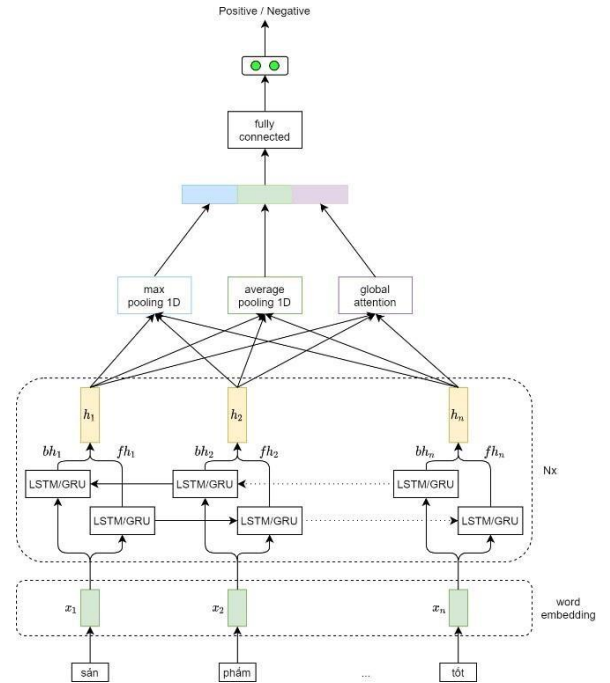 Positive / Negative
fully
connected
max
pooling 1D
average
pooling 1D
global
attention
h₁ h₂ hₙ
bh₁ fh₁ bh₂ fh₂ bhₙ fhₙ
LSTM/GRU LSTM/GRU LSTM/GRU
Nx
LSTM/GRU LSTM/GRU LSTM/GRU
x₁ x₂ xₙ
word
embedding
sản phẩm ... tốt